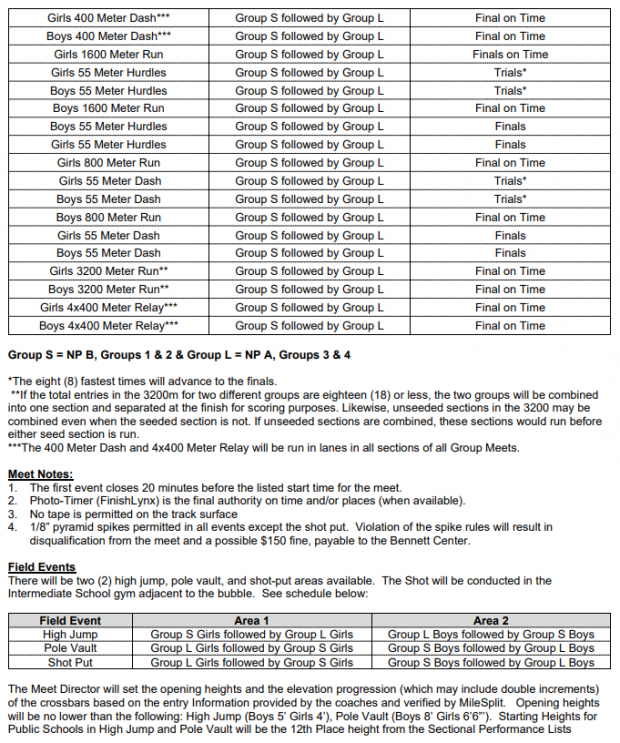 Girls 400 Meter Dash*** Group S followed by Group L Final on Time
Boys 400 Meter Dash*** Group S followed by Group L Final on Time
Girls 1600 Meter Run Group S followed by Group L Finals on Time
Girls 55 Meter Hurdles Group S followed by Group L Trials*
Boys 55 Meter Hurdles Group S followed by Group L Trials*
Boys 1600 Meter Run Group S followed by Group L Final on Time
Boys 55 Meter Hurdles Group S followed by Group L Finals
Girls 55 Meter Hurdles Group S followed by Group L Finals
Girls 800 Meter Run Group S followed by Group L Final on Time
Girls 55 Meter Dash Group S followed by Group L Trials*
Boys 55 Meter Dash Group S followed by Group L Trials*
Boys 800 Meter Run Group S followed by Group L Final on Time
Girls 55 Meter Dash Group S followed by Group L Finals
Boys 55 Meter Dash Group S followed by Group L Finals
Girls 3200 Meter Run** Group S followed by Group L Final on Time
Boys 3200 Meter Run** Group S followed by Group L Final on Time
Girls 4x400 Meter Relay*** Group S followed by Group L Final on Time
Boys 4x400 Meter Relay*** Group S followed by Group L Final on Time
Group S = NP B, Groups 1 & 2 & Group L = NP A, Groups 3 & 4
*The eight (8) fastest times will advance to the finals.
**If the total entries in the 3200m for two different groups are eighteen (18) or less, the two groups will be combined
into one section and separated at the finish for scoring purposes. Likewise, unseeded sections in the 3200 may be
combined even when the seeded section is not. If unseeded sections are combined, these sections would run before
either seed section is run.
***The 400 Meter Dash and 4x400 Meter Relay will be run in lanes in all sections of all Group Meets.
Meet Notes:
1. The first event closes 20 minutes before the listed start time for the meet.
2. Photo-Timer (FinishLynx) is the final authority on time and/or places (when available).
3. No tape is permitted on the track surface
4. 1/8" pyramid spikes permitted in all events except the shot put. Violation of the spike rules will result in
disqualification from the meet and a possible $150 fine, payable to the Bennett Center.
Field Events
There will be two (2) high jump, pole vault, and shot-put areas available. The Shot will be conducted in the
Intermediate School gym adjacent to the bubble. See schedule below:
Field Event Area 1 Area 2
High Jump Group S Girls followed by Group L Girls Group L Boys followed by Group S Boys
Pole Vault Group L Girls followed by Group S Girls Group S Boys followed by Group L Boys
Shot Put Group L Girls followed by Group S Girls Group S Boys followed by Group L Boys
The Meet Director will set the opening heights and the elevation progression (which may include double increments)
of the crossbars based on the entry Information provided by the coaches and verified by MileSplit. Opening heights
will be no lower than the following: High Jump (Boys 5' Girls 4'), Pole Vault (Boys 8' Girls 6'6"'). Starting Heights for
Public Schools in High Jump and Pole Vault will be the 12th Place height from the Sectional Performance Lists